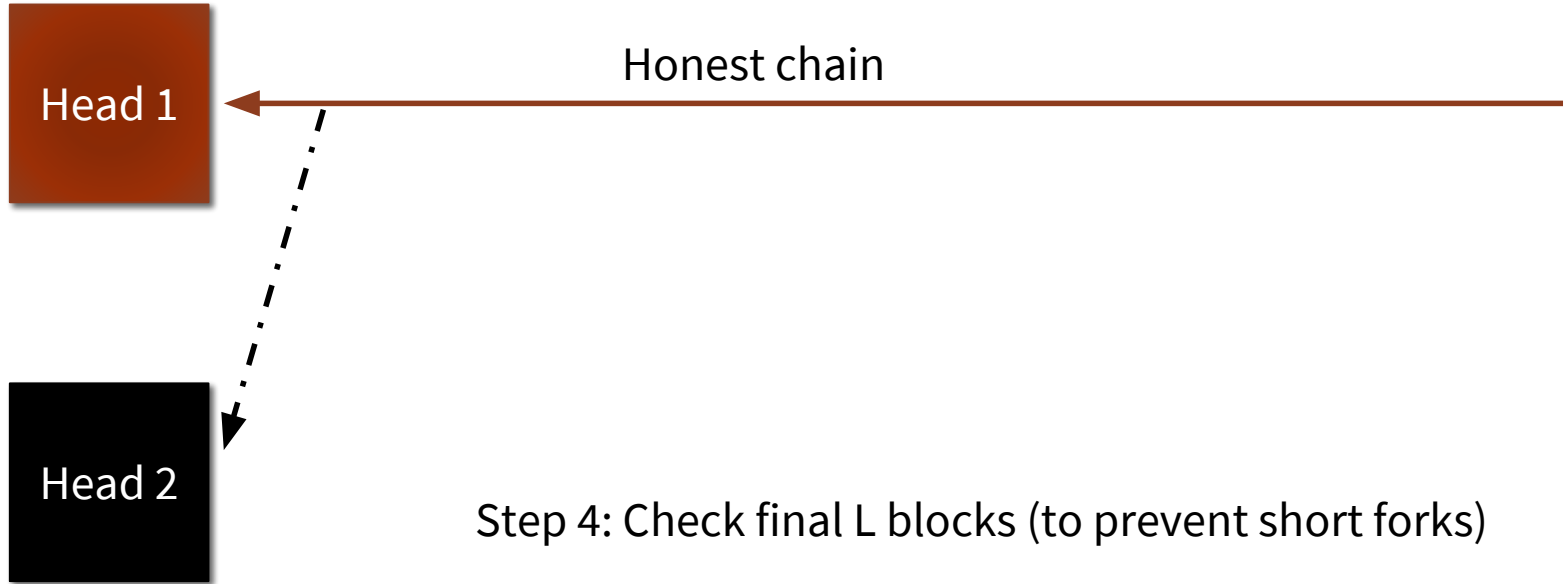 Honest chain
Head 1
Head 2
Step 4: Check final L blocks (to prevent short forks)